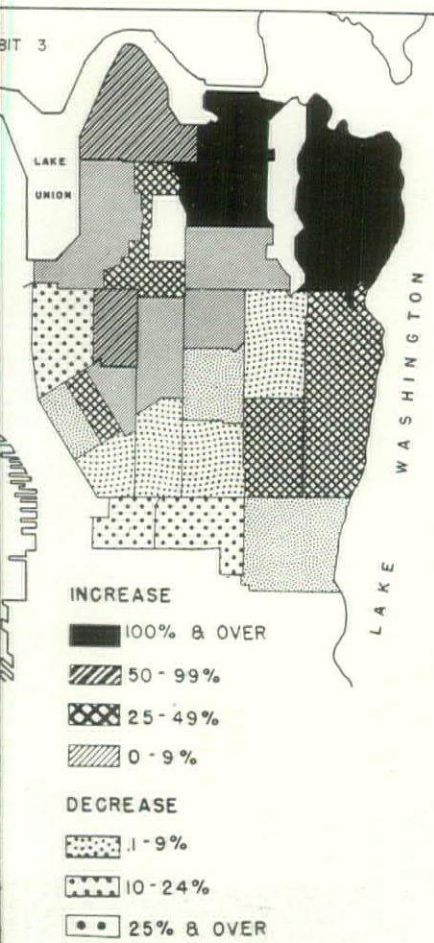 BIT 3
LAKE
UNION
LAKE WASHINGTON
INCREASE
100% & OVER
50-99%
25-49%
0-9%
DECREASE
.1-9%
10-24%
25% & OVER